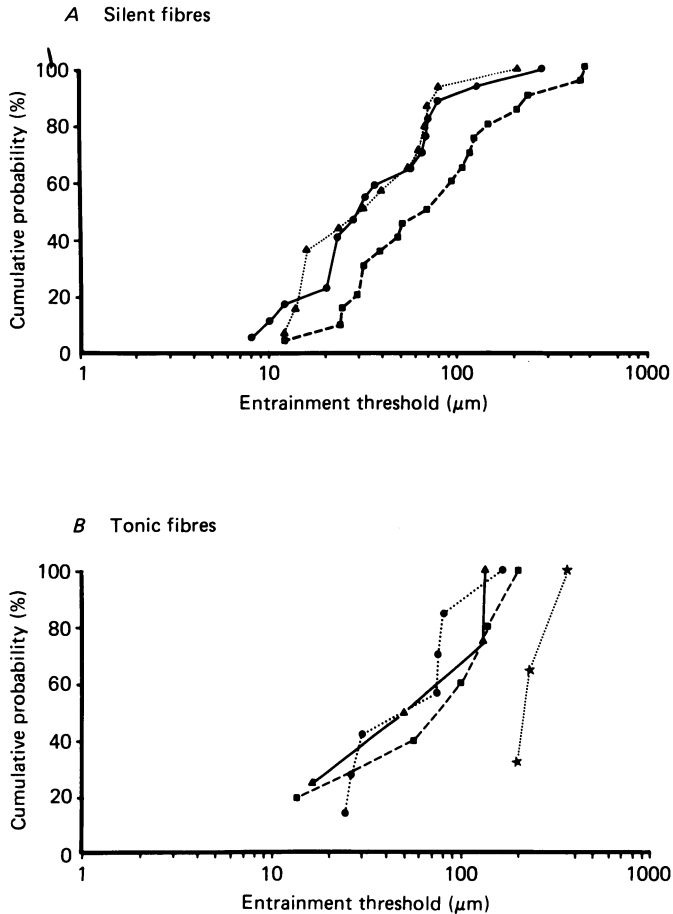 A Silent fibres
100
80
60
40
20
0
Cumulative probability (%)
1 10 100 1000
Entrainment threshold (μm)
B Tonic fibres
100
80
60
40
20
0
Cumulative probability (%)
1 10 100 1000
Entrainment threshold (μm)